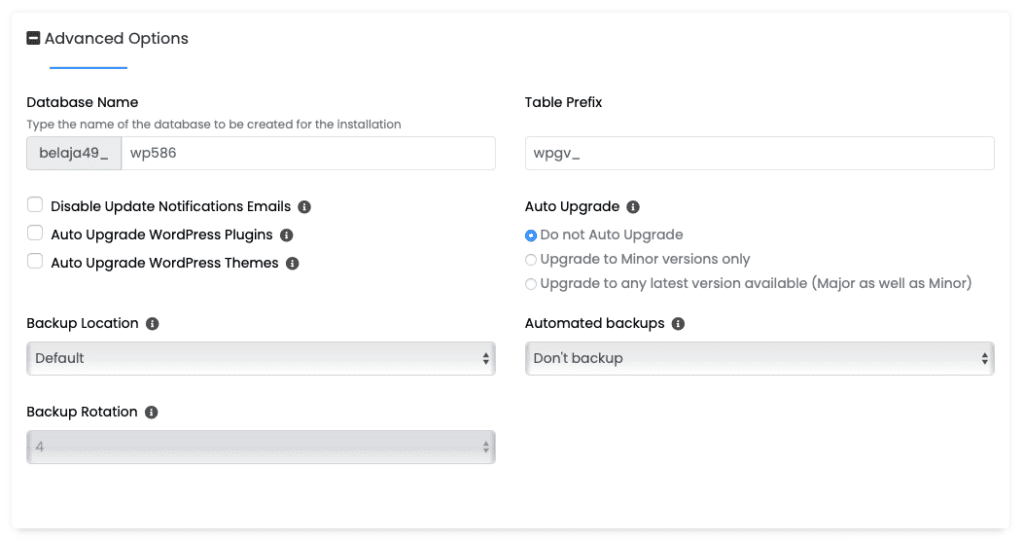 Advanced Options
Database Name
Type the name of the database to be created for the installation
belaja49_ wp586
Table Prefix
wpgv_
Disable Update Notifications Emails
Auto Upgrade WordPress Plugins
Auto Upgrade WordPress Themes
Auto Upgrade
Do not Auto Upgrade
Upgrade to Minor versions only
Upgrade to any latest version available (Major as well as Minor)
Backup Location
Default
Automated backups
Don't backup
Backup Rotation
4